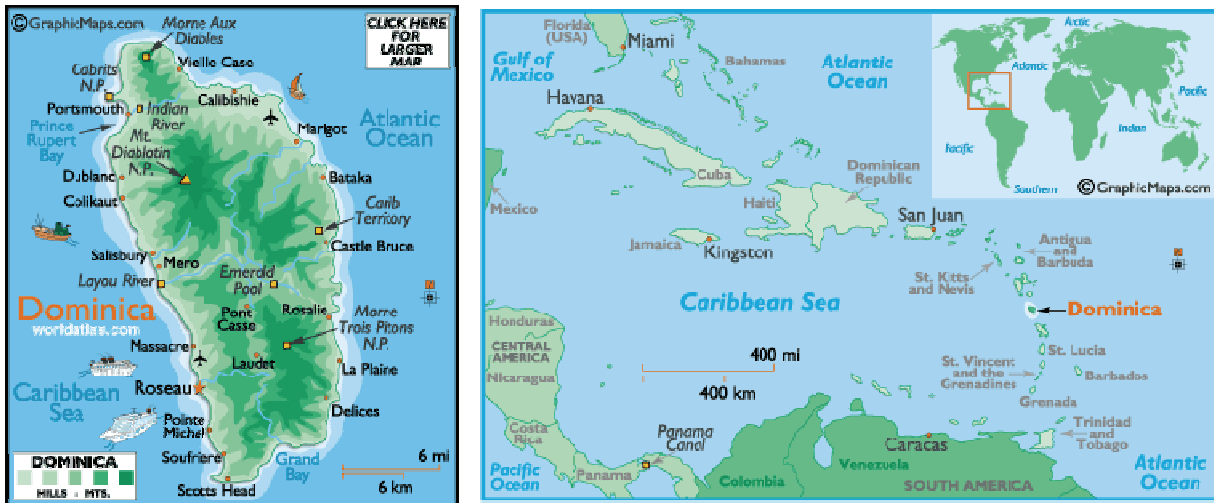 ©GraphicMaps.com
CLICK HERE
FOR
LARGER
MAP
Morne Aux
Diables
Vieille Case
Cabrits
N.P.
Calibishie
Portsmouth
Indian
River
Prince
Rupert
Bay
Atlantic
Ocean
Marigot
Mt.
Diablatin
N.P.
Dublanc
Bataka
Colikaut
Carib
Territory
Castle Bruce
Salisbury
Mero
Layou River
Emerald
Pool
N
Dominica
worldatlas.com
Pont
Casse
Rosalie
Morne
Trois Pitons
N.P.
Massacre
Laudet
La Plaine
Roseau
Caribbean
Sea
Delices
Pointe
Michel
Soufriere
Grand
Bay
Scotts Head
6 mi
6 km
DOMINICA
HILLS - MTS.
Florida
(USA)
Miami
Gulf of
Mexico
Bahamas
Atlantic
Ocean
Havana
Cuba
Mexico
Dominican
Republic
Haiti
San Juan
Jamaica
Kingston
Antigua
and
Barbuda
St. Kitts
and Nevis
N
Caribbean Sea
Dominica
Honduras
CENTRAL
AMERICA
Nicaragua
400 mi
400 km
St. Lucia
St. Vincent
and the
Grenadines
Barbados
Grenada
Costa
Rica
Panama
Canal
Trinidad
and
Tobago
Caracas
Pacific
Ocean
Panama
Colombia
Venezuela
SOUTH AMERICA
Atlantic
Ocean
Arctic
Atlantic
Pacific
Indian
Pacific
Southern
©GraphicMaps.com